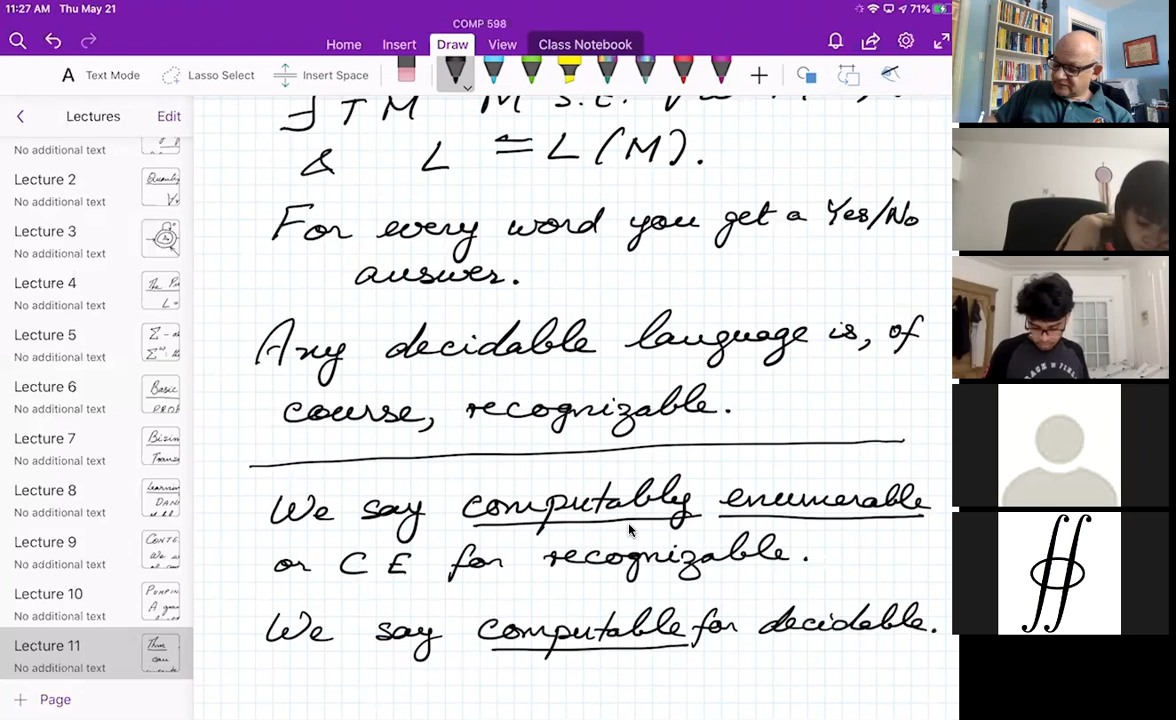 11:27 AM Thu May 21
71%
COMP 598
Home Insert Draw View Class Notebook
A Text Mode Lasso Select Insert Space
Lectures Edit
No additional text
Lecture 2
No additional text
Lecture 3
No additional text
Lecture 4
No additional text
Lecture 5
No additional text
Lecture 6
No additional text
Lecture 7
No additional text
Lecture 8
No additional text
Lecture 9
No additional text
Lecture 10
No additional text
Lecture 11
No additional text
+ Page
∃ TM M s.t.
& L = L(M).
For every word you get a Yes/No
answer.
Any decidable language is, of
course, recognizable.
We say computably enumerable
or CE for recognizable.
We say computable for decidable.